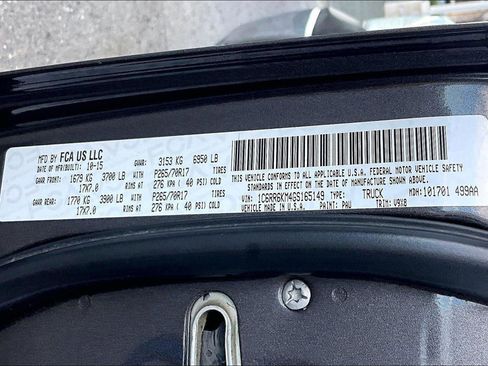 MFD BY FCA US LLC
DATE OF MFR(BUILT): 10-15 GVWR: 3153 KG 6950 LB
GAWR FRONT: 1679 KG 3700 LB WITH P265/70R17 TIRES
17X7.0 RIMS AT 276 KPA( 40 PSI) COLD
GAWR REAR: 1770 KG 3900 LB WITH P265/70R17 TIRES
17X7.0 RIMS AT 276 KPA( 40 PSI) COLD
THIS VEHICLE CONFORMS TO ALL APPLICABLE FEDERAL MOTOR VEHICLE SAFETY
STANDARDS IN EFFECT ON THE DATE OF MANUFACTURE SHOWN ABOVE.
VIN: 1C6RR6KM4GS165149 TYPE: TRUCK MDH:101701 499AA
VEHICLE MADE IN U.S.A. PAINT: PAU TRIM: V9X8